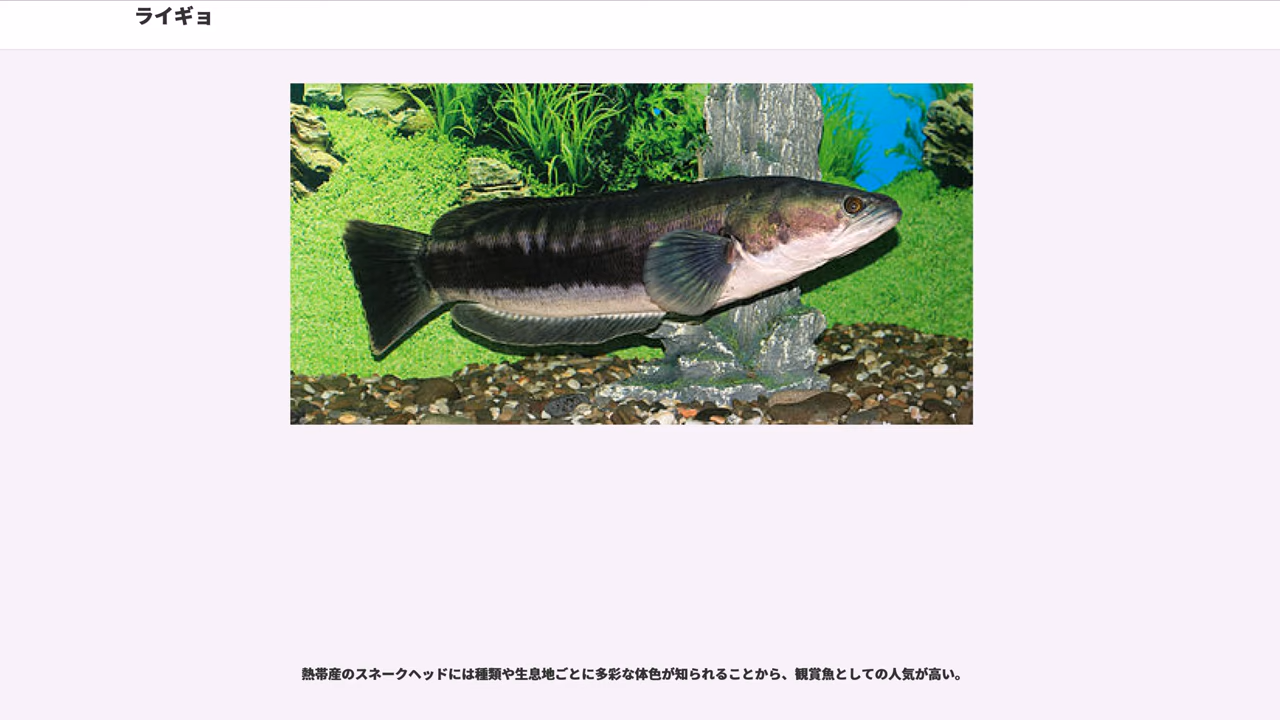 ライギョ
熱帯産のスネークヘッドには種類や生息地ごとに多彩な体色が知られることから、観賞魚としての人気が高い。